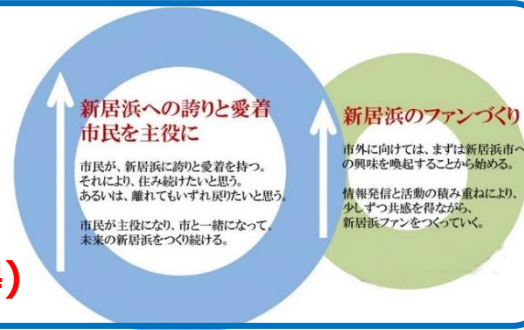 新居浜への誇りと愛着
市民を主役に
市民が、新居浜に誇りと愛着を持つ。
それにより、住み続けたいと思う。
あるいは、離れてもいずれ戻りたいと思う。
市民が主役になり、市と一緒になって、
未来の新居浜をつくり続ける。
新居浜のファンづくり
市外に向けては、まずは新居浜市へ
の興味を喚起することから始める。
情報発信と活動の積み重ねにより、
少しずつ共感を得ながら、
新居浜ファンをつくっていく。
)